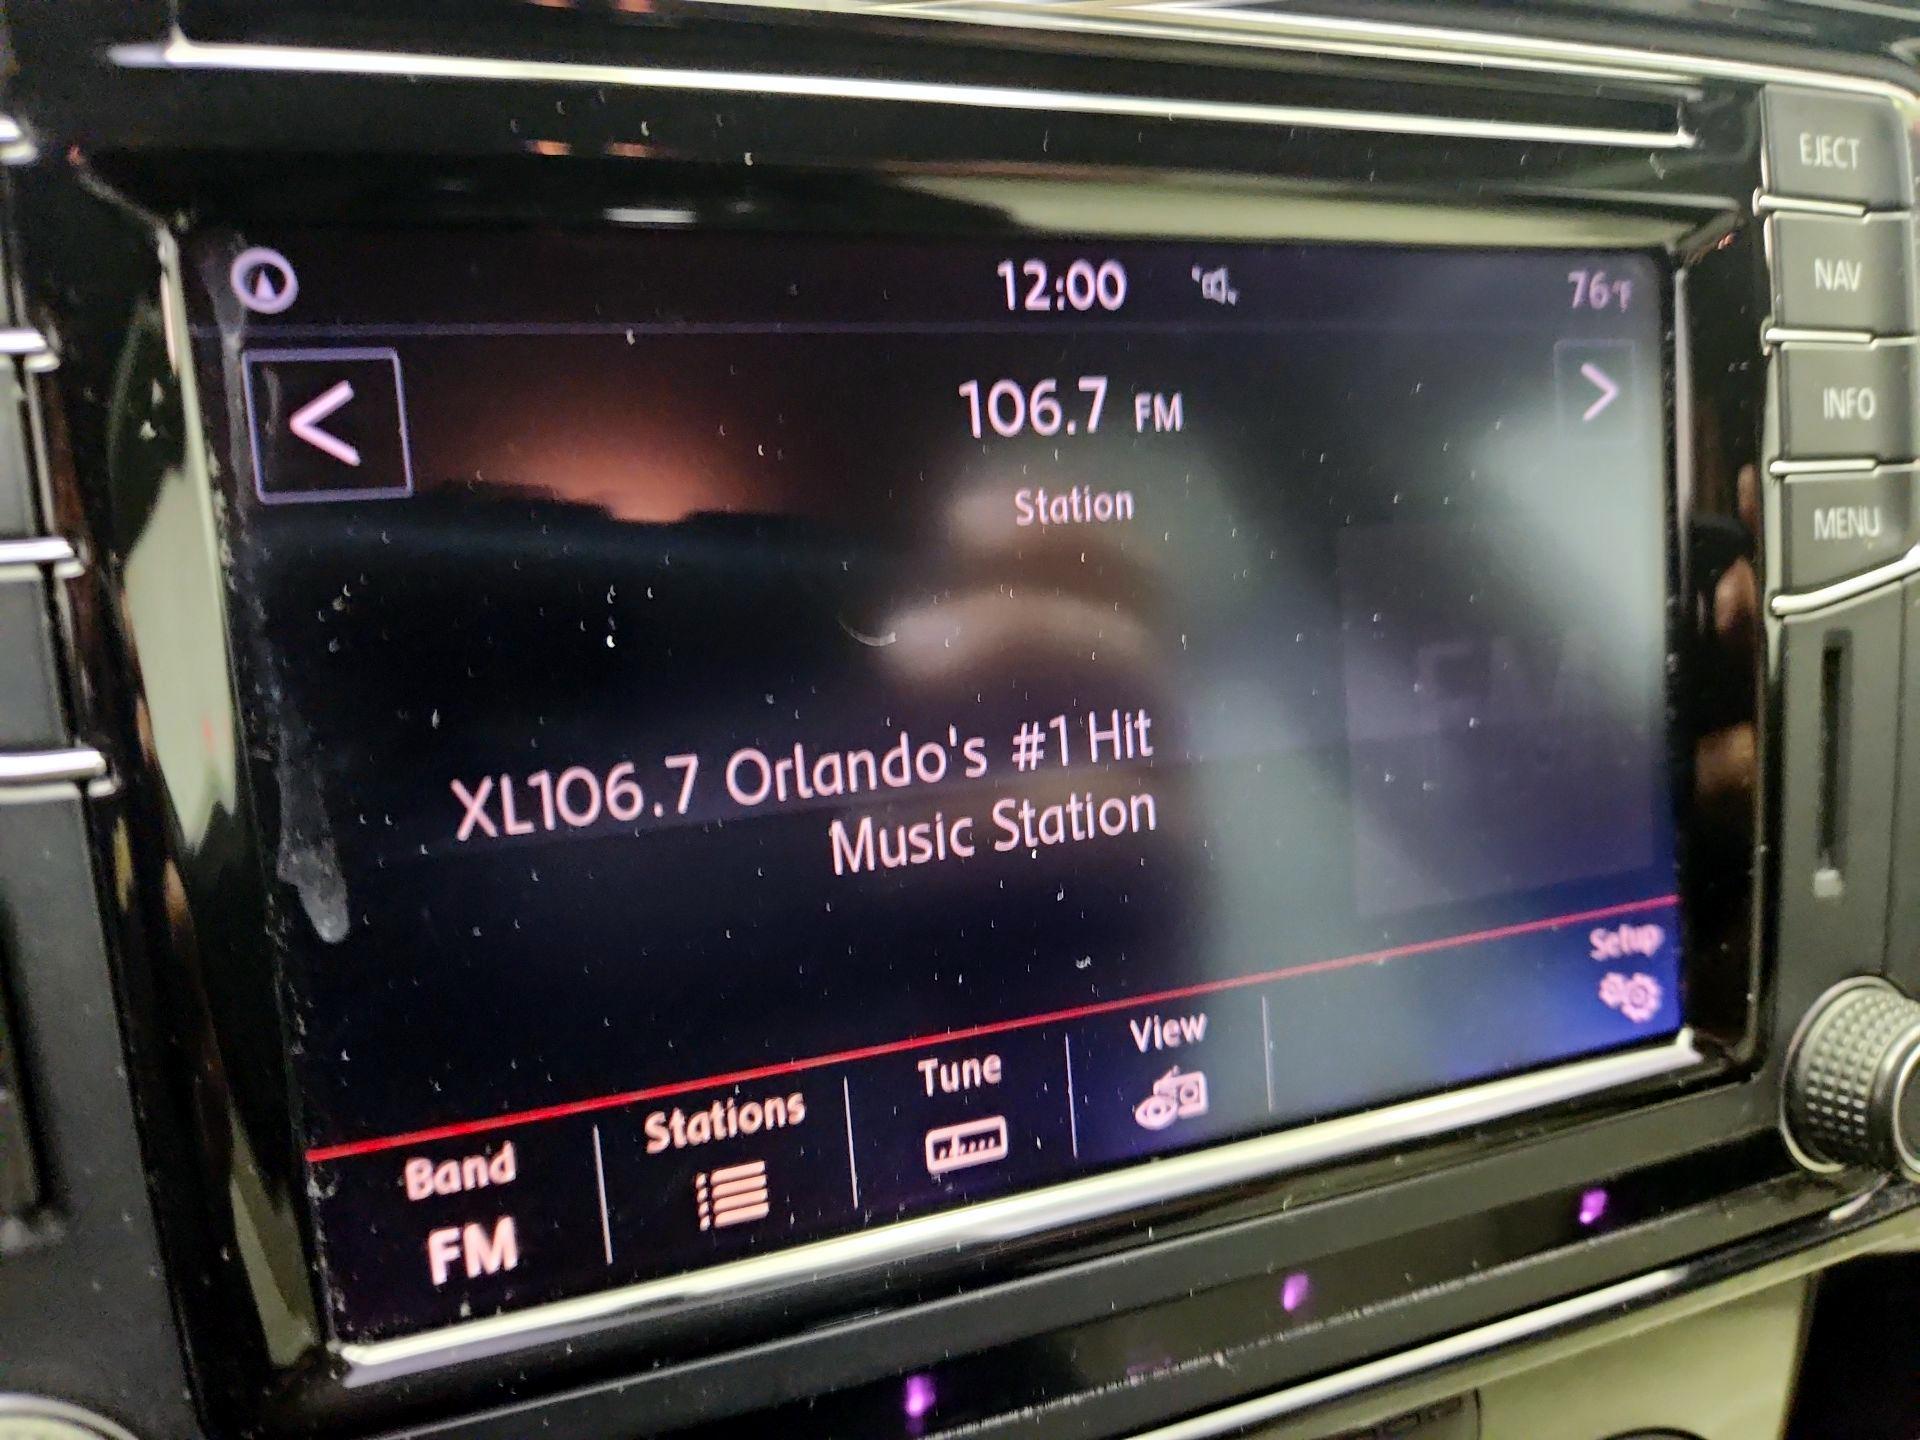 12:00
76°F
106.7 FM
Station
XL106.7 Orlando's #1 Hit
Music Station
Band
FM
Stations
Tune
View
Setup
EJECT
NAV
INFO
MENU